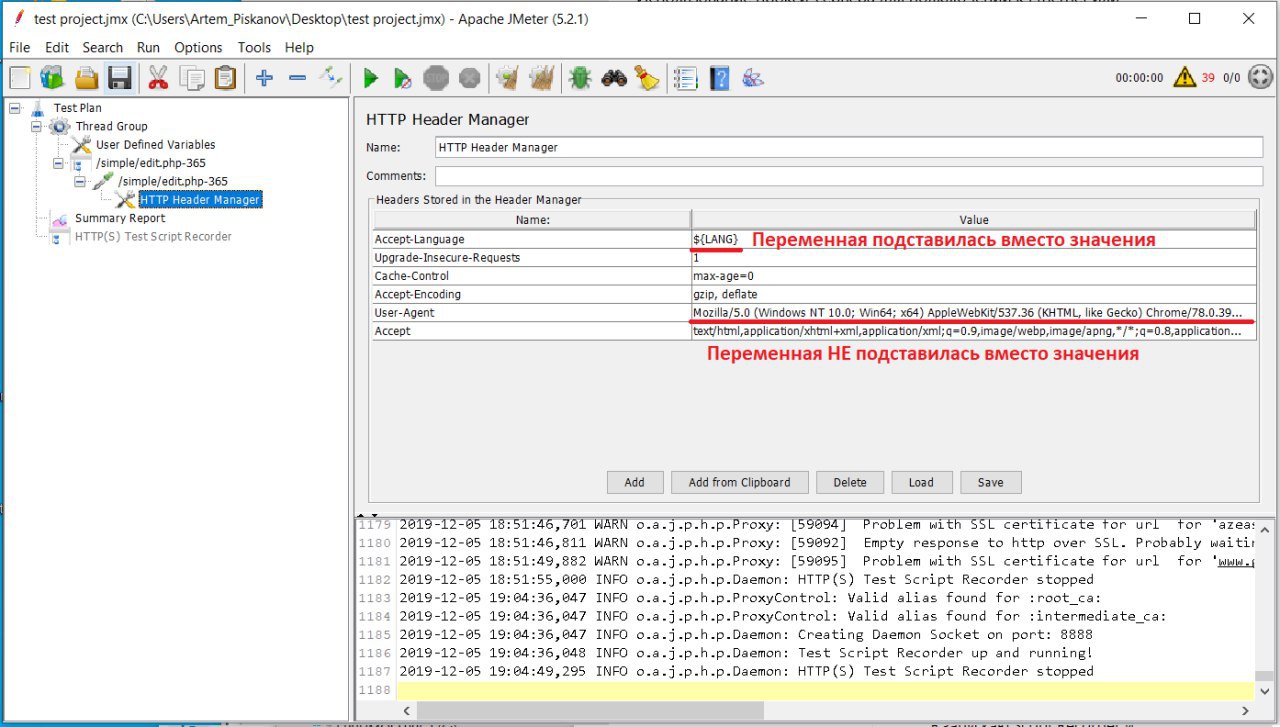 test project.jmx (C:\Users\Artem_Piskanov\Desktop\test project.jmx) - Apache JMeter (5.2.1)
File Edit Search Run Options Tools Help
00:00:00 39 0/0
Test Plan
Thread Group
User Defined Variables
/simple/edit.php-365
/simple/edit.php-365
HTTP Header Manager
Summary Report
HTTP(S) Test Script Recorder
HTTP Header Manager
Name: HTTP Header Manager
Comments:
Headers Stored in the Header Manager
Name: Value
Accept-Language ${LANG} Переменная подставилась вместо значения
Upgrade-Insecure-Requests 1
Cache-Control max-age=0
Accept-Encoding gzip, deflate
User-Agent Mozilla/5.0 (Windows NT 10.0; Win64; x64) AppleWebKit/537.36 (KHTML, like Gecko) Chrome/78.0.39...
Accept text/html,application/xhtml+xml,application/xml;q=0.9,image/webp,image/apng,*/*;q=0.8,application...
Переменная НЕ подставилась вместо значения
Add Add from Clipboard Delete Load Save
1179 2019-12-05 18:51:46,701 WARN o.a.j.p.h.p.Proxy: [59094] Problem with SSL certificate for url for 'azeas
1180 2019-12-05 18:51:46,811 WARN o.a.j.p.h.p.Proxy: [59092] Empty response to http over SSL. Probably waitin
1181 2019-12-05 18:51:49,882 WARN o.a.j.p.h.p.Proxy: [59095] Problem with SSL certificate for url for 'www.
1182 2019-12-05 18:51:55,000 INFO o.a.j.p.h.p.Daemon: HTTP(S) Test Script Recorder stopped
1183 2019-12-05 19:04:36,047 INFO o.a.j.p.h.p.ProxyControl: Valid alias found for :root_ca:
1184 2019-12-05 19:04:36,047 INFO o.a.j.p.h.p.ProxyControl: Valid alias found for :intermediate_ca:
1185 2019-12-05 19:04:36,047 INFO o.a.j.p.h.p.Daemon: Creating Daemon Socket on port: 8888
1186 2019-12-05 19:04:36,048 INFO o.a.j.p.h.p.Daemon: Test Script Recorder up and running!
1187 2019-12-05 19:04:49,295 INFO o.a.j.p.h.p.Daemon: HTTP(S) Test Script Recorder stopped
1188